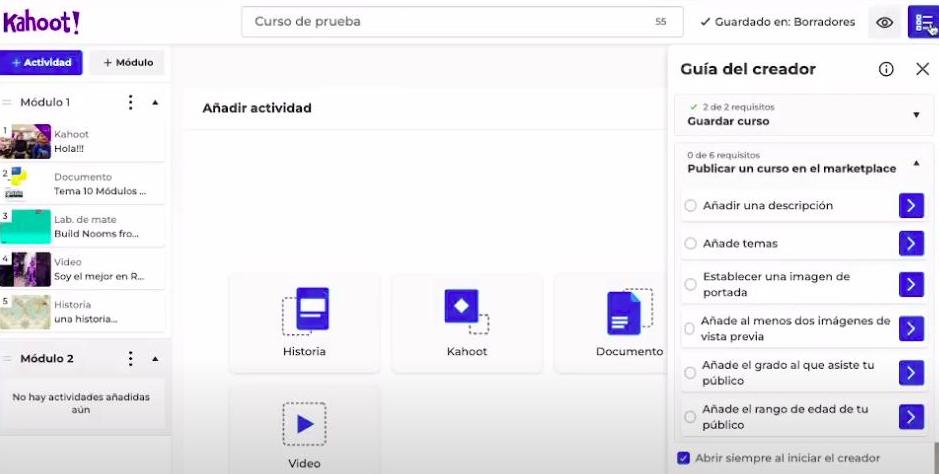 Kahoot!
Curso de prueba
55
Guardado en: Borradores
+ Actividad
+ Módulo
Módulo 1
1
Kahoot
Hola!!!
2
Documento
Tema 10 Módulos ...
3
Lab. de mate
Build Nooms fro...
4
Video
Soy el mejor en R...
5
Historia
una historia...
Módulo 2
No hay actividades añadidas
aún
Añadir actividad
Historia
Kahoot
Documento
Video
Guía del creador
2 de 2 requisitos
Guardar curso
0 de 6 requisitos
Publicar un curso en el marketplace
Añadir una descripción
Añade temas
Establecer una imagen de
portada
Añade al menos dos imágenes de
vista previa
Añade el grado al que asiste tu
público
Añade el rango de edad de tu
público
Abrir siempre al iniciar el creador